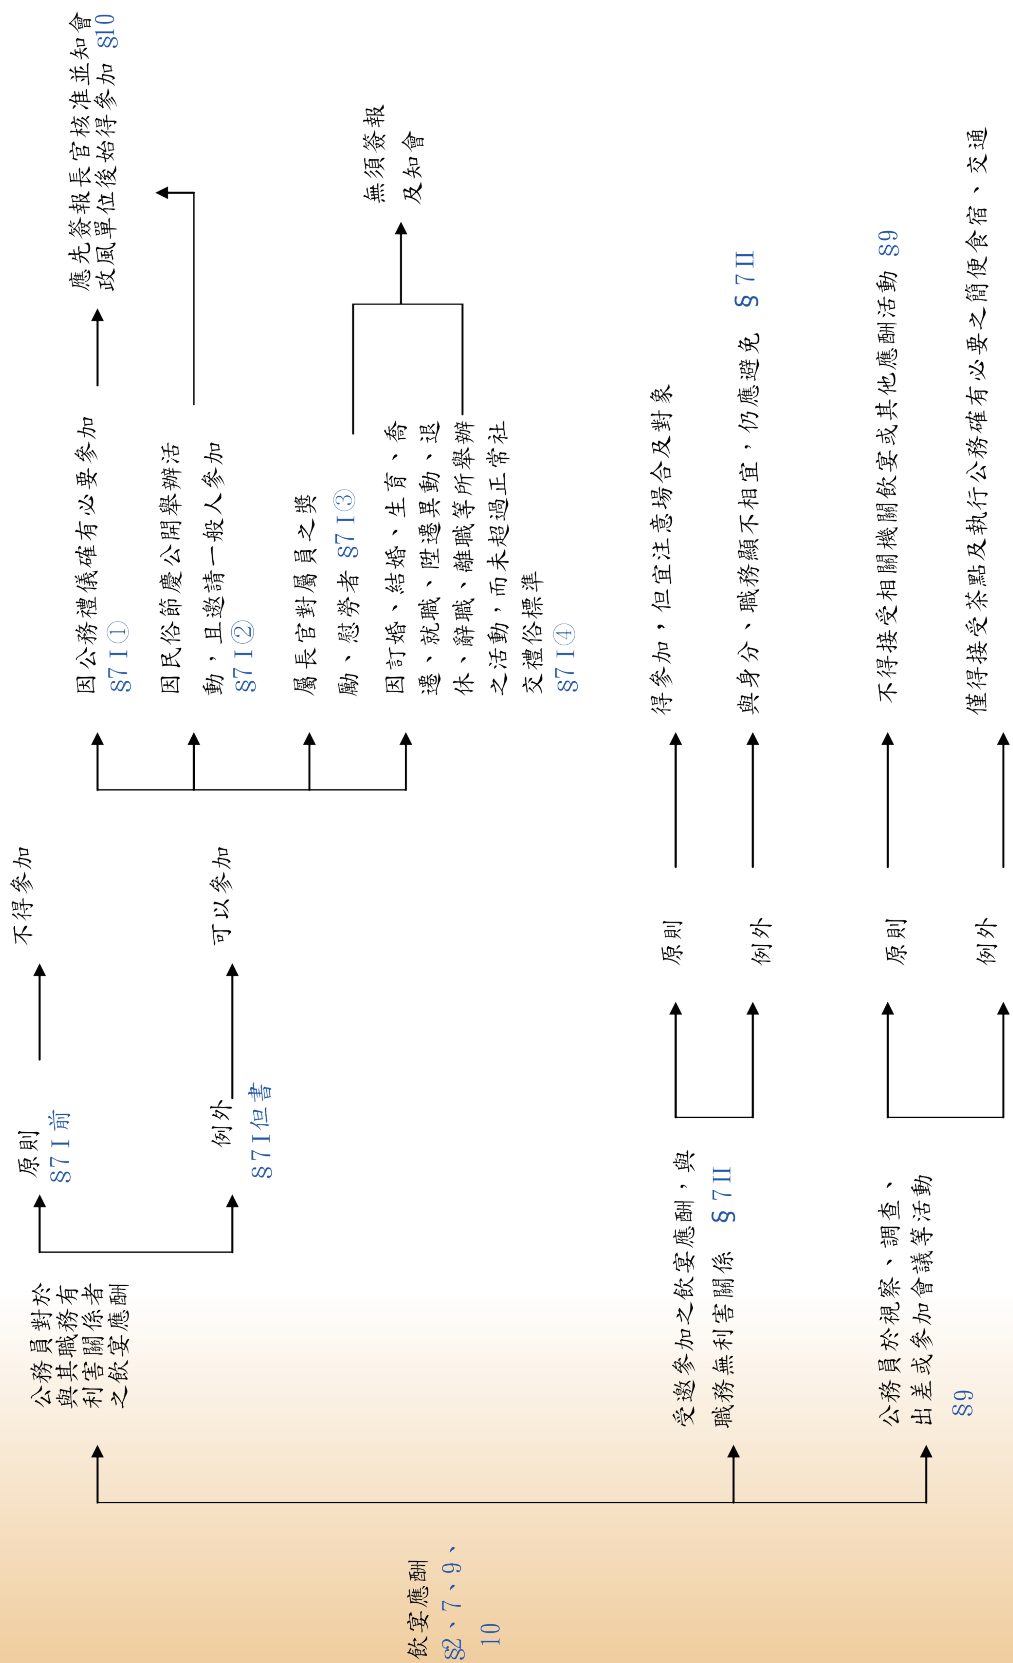 飲宴應酬
§2、7、9、
10
公務員對於
與其職務有
利害關係者
之飲宴應酬
原則
§7Ⅰ前
不得參加
例外
§7Ⅰ但書
可以參加
因公務禮儀確有必要參加
§7Ⅰ①
應先簽報長官核准並知會
政風單位後始得參加 §10
因民俗節慶公開舉辦活
動，且邀請一般人參加
§7Ⅰ②
屬長官對屬員之獎
勵、慰勞者 §7Ⅰ③
因訂婚、結婚、生育、喬
遷、就職、陞遷異動、退
休、辭職、離職等所舉辦
之活動，而未超過正常社
交禮俗標準
§7Ⅰ④
無須簽報
及知會
受邀參加之飲宴應酬，與
職務無利害關係 §7Ⅱ
原則
得參加，但宜注意場合及對象
例外
與身分、職務顯不相宜，仍應避免 §7Ⅱ
公務員於視察、調查、
出差或參加會議等活動
§9
原則
不得接受相關機關飲宴或其他應酬活動 §9
例外
僅得接受茶點及執行公務確有必要之簡便食宿、交通